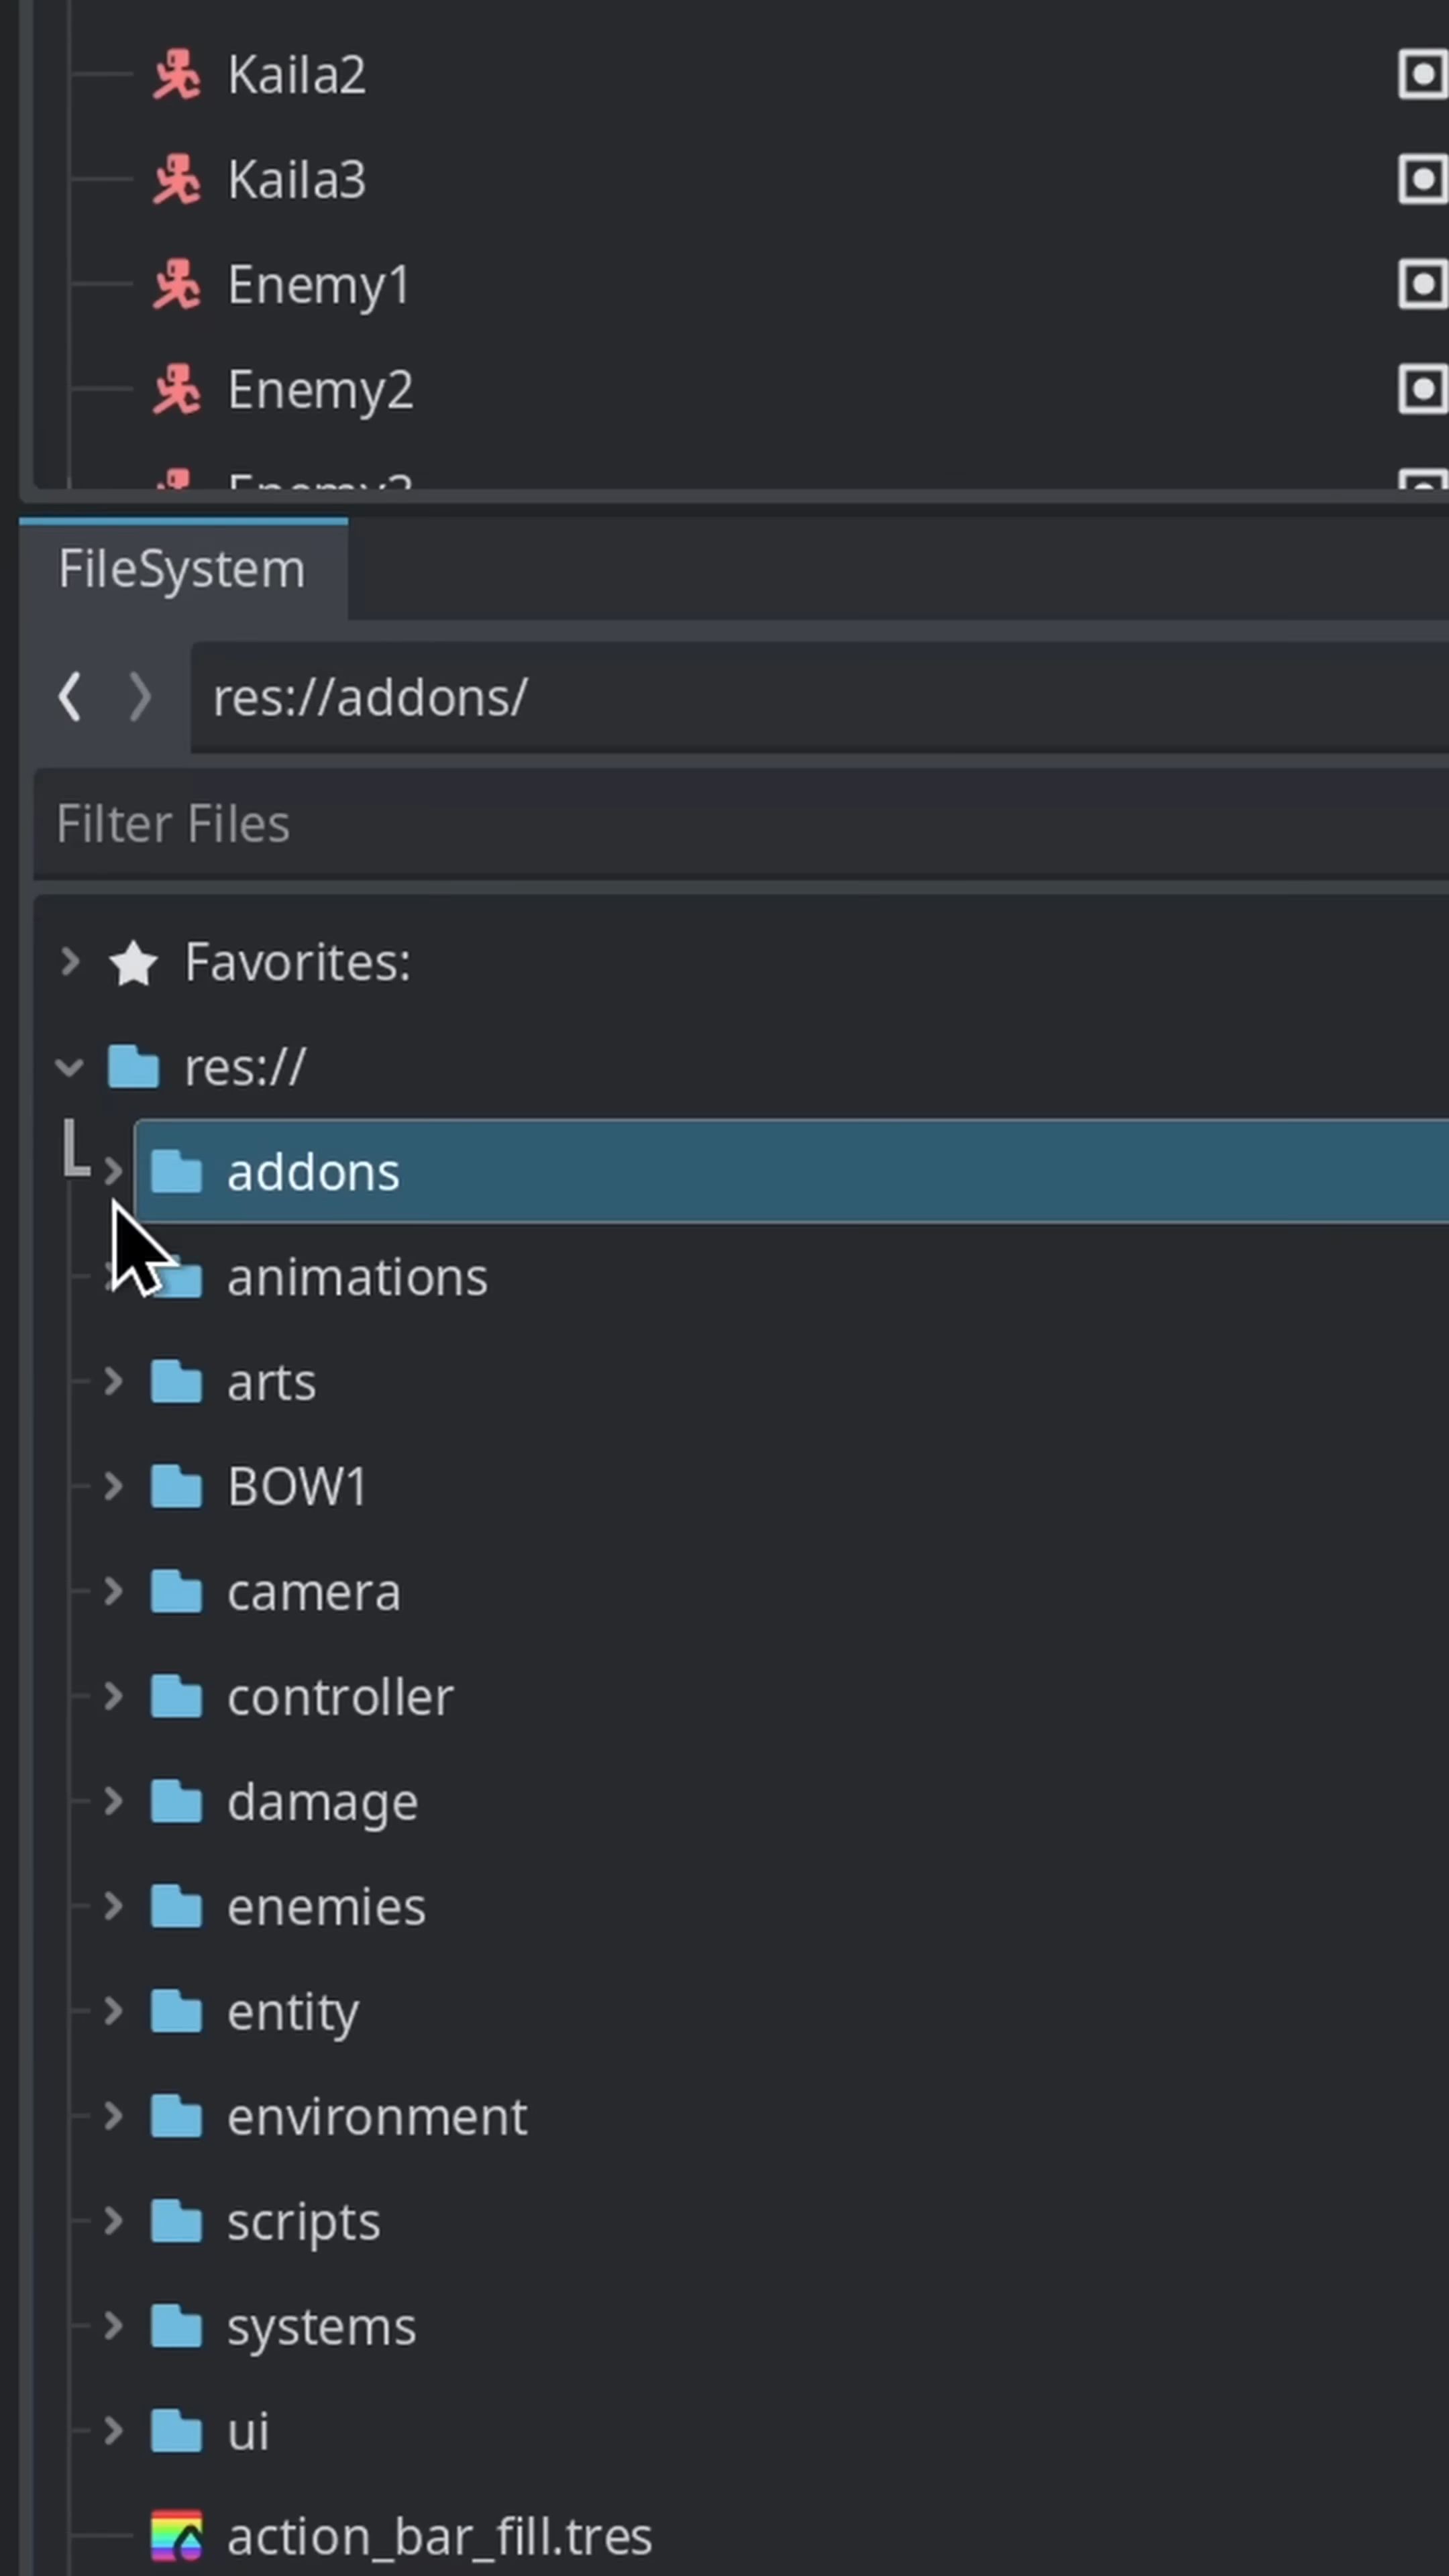 Kaila2
Kaila3
Enemy1
Enemy2
FileSystem
res://addons/
Filter Files
Favorites:
res://
addons
animations
arts
BOW1
camera
controller
damage
enemies
entity
environment
scripts
systems
ui
action_bar_fill.tres